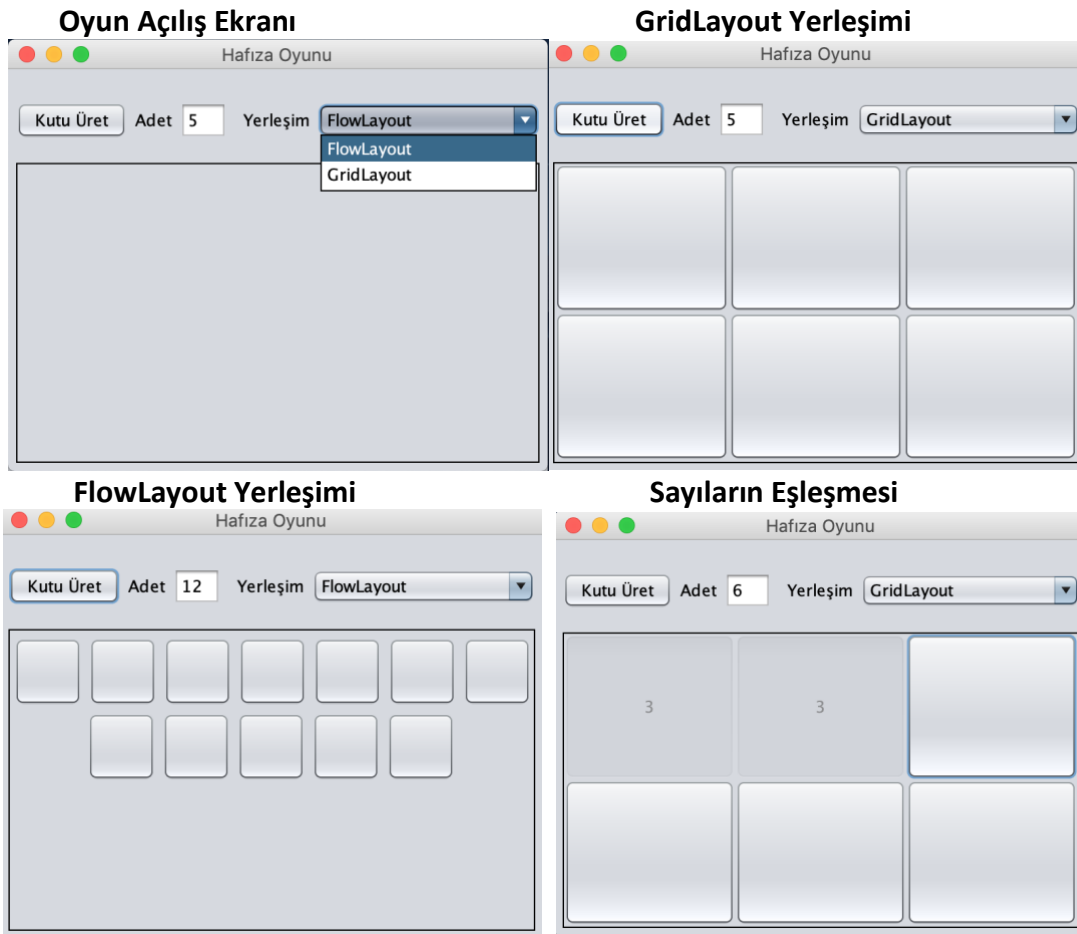 Oyun Açılış Ekranı
Hafıza Oyunu
Kutu Üret Adet 5 Yerleşim FlowLayout
FlowLayout
GridLayout
GridLayout Yerleşimi
Hafıza Oyunu
Kutu Üret Adet 5 Yerleşim GridLayout
FlowLayout Yerleşimi
Hafıza Oyunu
Kutu Üret Adet 12 Yerleşim FlowLayout
Sayıların Eşleşmesi
Hafıza Oyunu
Kutu Üret Adet 6 Yerleşim GridLayout
3 3